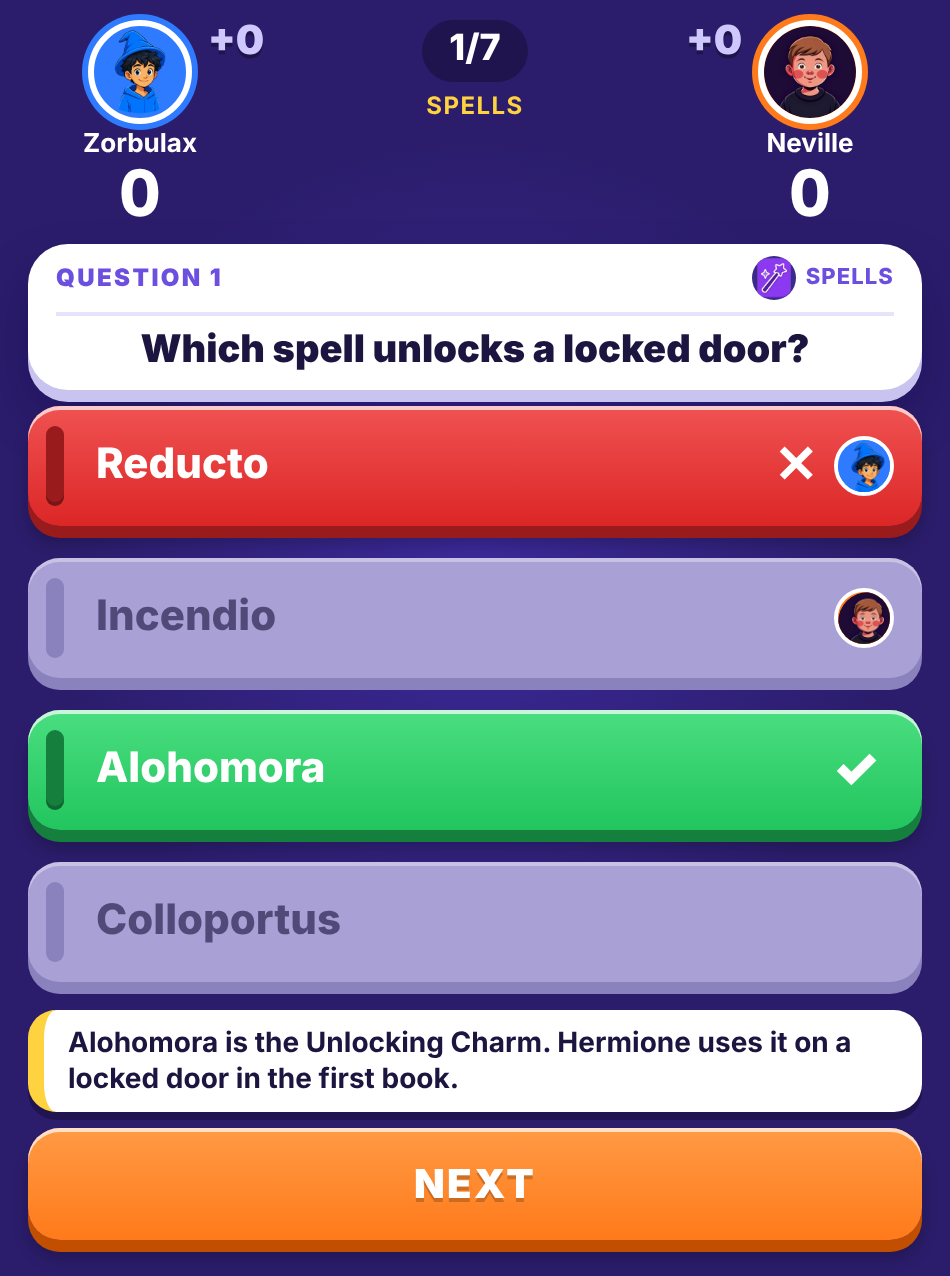 +0
1/7
+0
SPELLS
Zorbulax
Neville
0
0
QUESTION 1
SPELLS
Which spell unlocks a locked door?
Reducto
Incendio
Alohomora
Colloportus
Alohomora is the Unlocking Charm. Hermione uses it on a
locked door in the first book.
NEXT